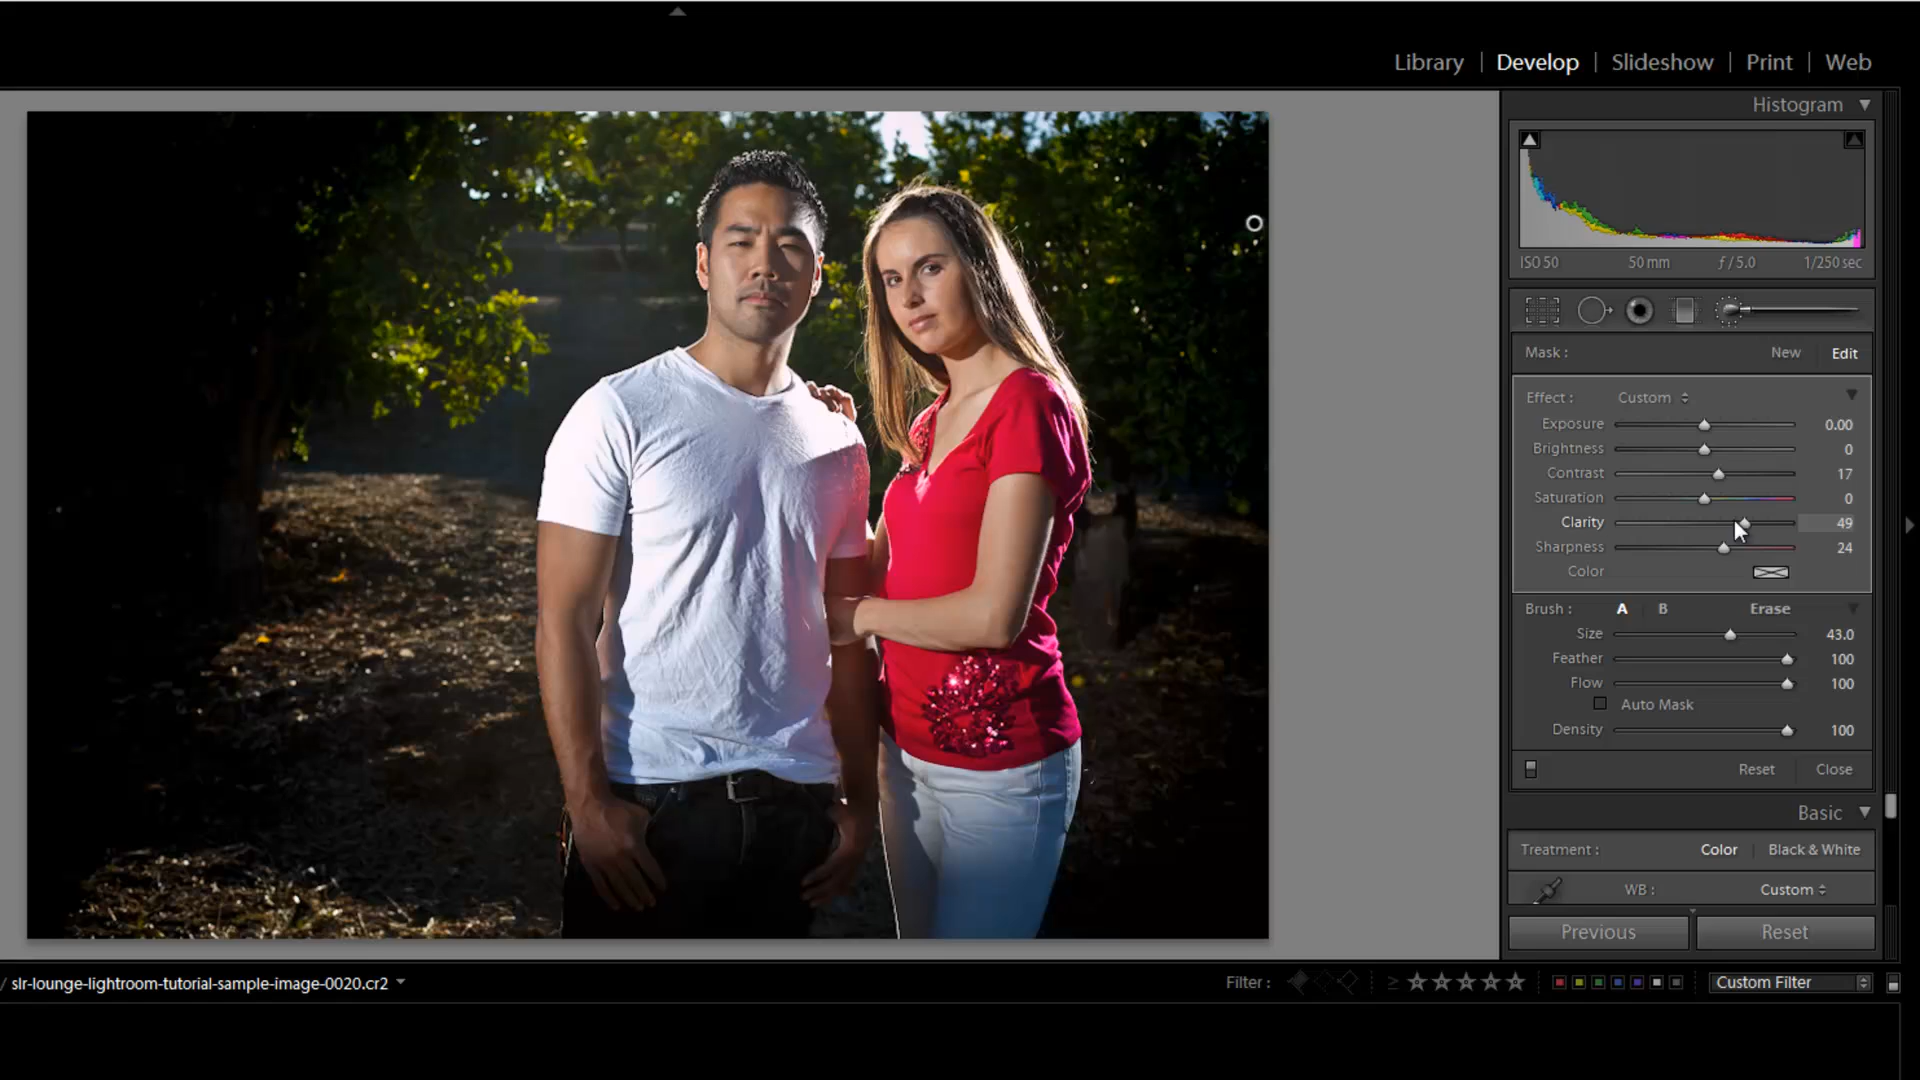 Library | Develop | Slideshow | Print | Web
Histogram
ISO 50 50 mm ƒ / 5.0 1/250 sec
Mask : New Edit
Effect : Custom
Exposure 0.00
Brightness 0
Contrast 17
Saturation 0
Clarity 49
Sharpness 24
Color
Brush : A B Erase
Size 43.0
Feather 100
Flow 100
Auto Mask
Density 100
Reset Close
Basic
Treatment : Color Black & White
WB : Custom
Previous Reset
/ slr-lounge-lightroom-tutorial-sample-image-0020.cr2 Filter : ≥ Custom Filter